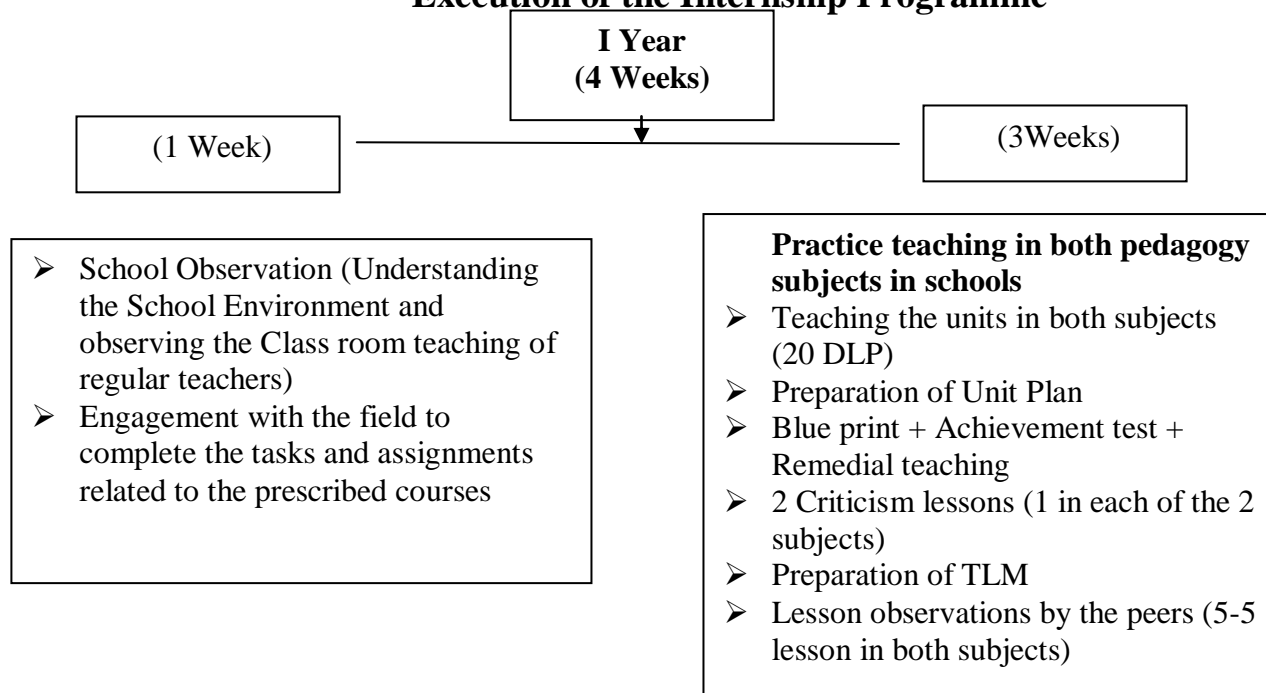 Execution of the Internship Programme
I Year
(4 Weeks)
(1 Week)
(3Weeks)
➢ School Observation (Understanding
the School Environment and
observing the Class room teaching of
regular teachers)
➢ Engagement with the field to
complete the tasks and assignments
related to the prescribed courses
Practice teaching in both pedagogy
subjects in schools
➢ Teaching the units in both subjects
(20 DLP)
➢ Preparation of Unit Plan
➢ Blue print + Achievement test +
Remedial teaching
➢ 2 Criticism lessons (1 in each of the 2
subjects)
➢ Preparation of TLM
➢ Lesson observations by the peers (5-5
lesson in both subjects)